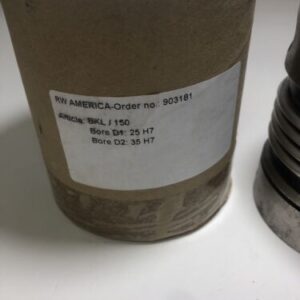 RW AMERICA-Order no.: 903181
Article: BKL / 150
Bore D1: 25 H7
Bore D2: 35 H7